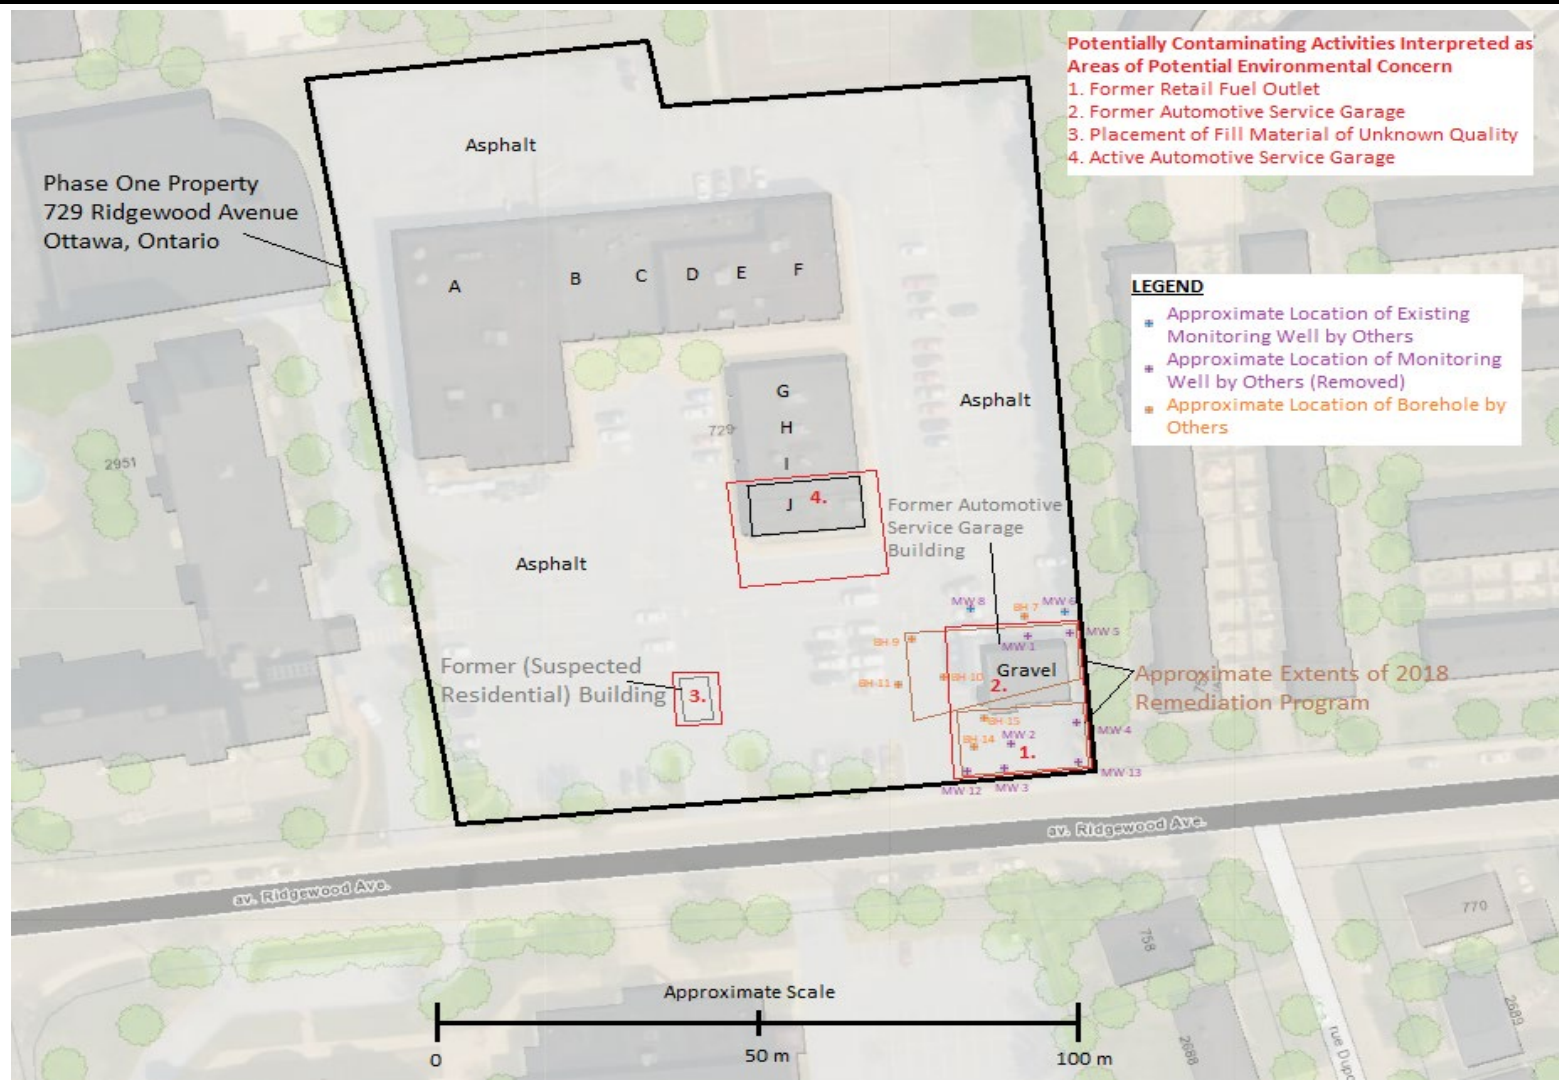 Potentially Contaminating Activities Interpreted as
Areas of Potential Environmental Concern
1. Former Retail Fuel Outlet
2. Former Automotive Service Garage
3. Placement of Fill Material of Unknown Quality
4. Active Automotive Service Garage
Asphalt
Phase One Property
729 Ridgewood Avenue
Ottawa, Ontario
A
B
C
D
E
F
LEGEND
Approximate Location of Existing
Monitoring Well by Others
Approximate Location of Monitoring
Well by Others (Removed)
Approximate Location of Borehole by
Others
G
H
729
I
J
4.
Asphalt
2951
Former Automotive
Service Garage
Building
Asphalt
MW 8
BH 7
MW 6
MW 5
BH 9
MW 1
Former (Suspected
Residential) Building
3.
BH 11
BH 10
Gravel
2.
Approximate Extents of 2018
Remediation Program
BH 15
MW 4
BH 14
MW 2
1.
MW 13
MW 12
MW 3
av. Ridgewood Ave.
av. Ridgewood Ave.
770
758
2689
2688
Approximate Scale
0
50 m
100 m